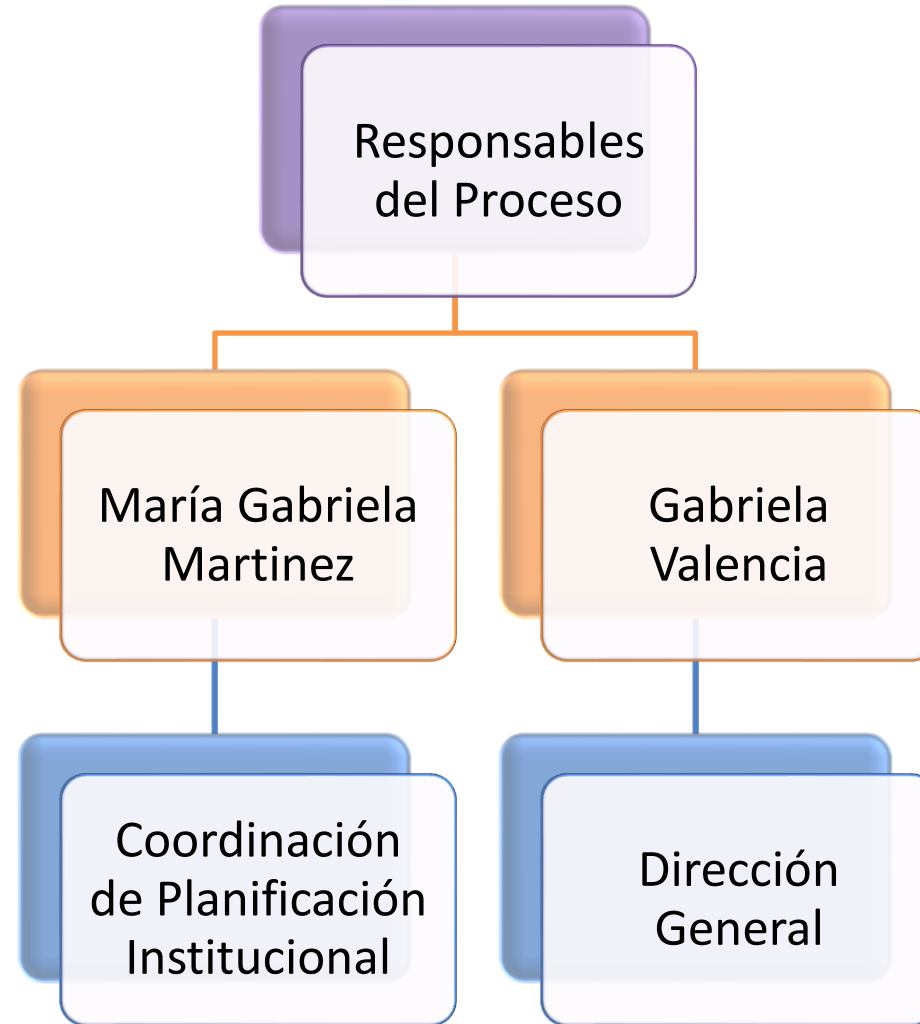 Responsables
del Proceso
María Gabriela
Martinez
Gabriela
Valencia
Coordinación
de Planificación
Institucional
Dirección
General